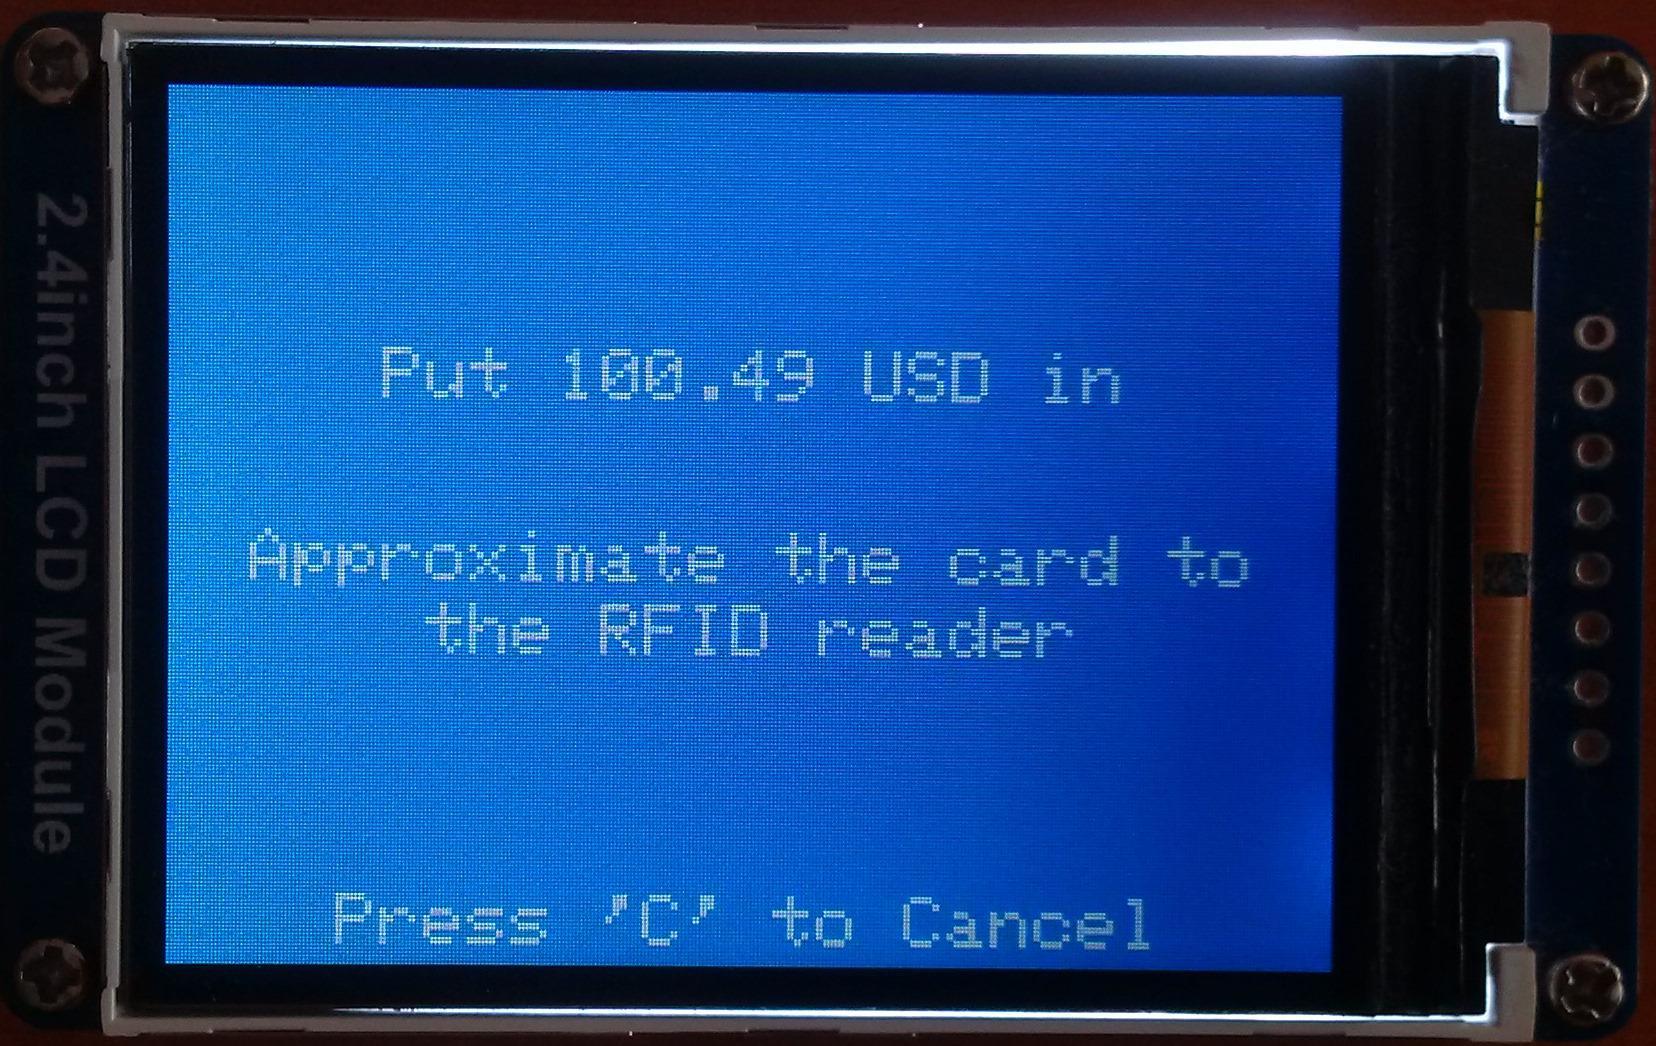 2.4inch LCD Module
Put 100.49 USD in
Approximate the card to
the RFID reader
Press 'C' to Cancel